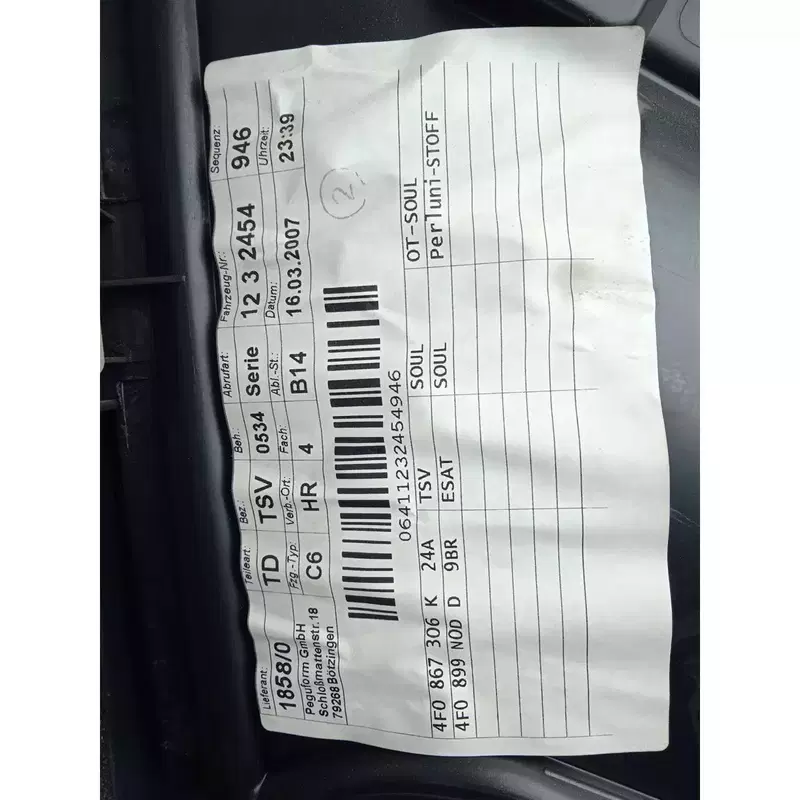 Lieferant: Teileart: Bez.: Beh.: Abrufart: Fahrzeug-Nr.: Sequenz:
1858/0 TD TSV 0534 Serie 12 3 2454 946
Peguform GmbH Fzg.-Typ: Verb.-Ort: Fach: Abl.-St.: Datum: Uhrzeit:
Schloßmattenstr.18 C6 HR 4 B14 16.03.2007 23:39
79268 Bötzingen
2
06411232454946
4F0 867 306 K 24A TSV SOUL OT-SOUL
4F0 899 NOD D 9BR ESAT SOUL Perluni-STOFF